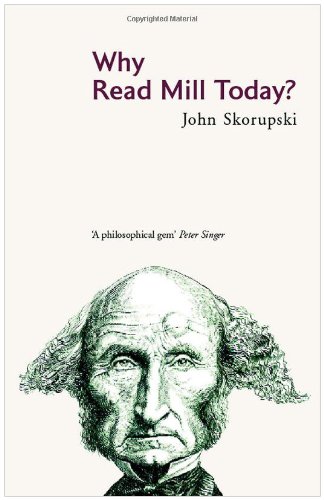 Copyrighted Material
Why
Read Mill Today?
John Skorupski
'A philosophical gem' Peter Singer